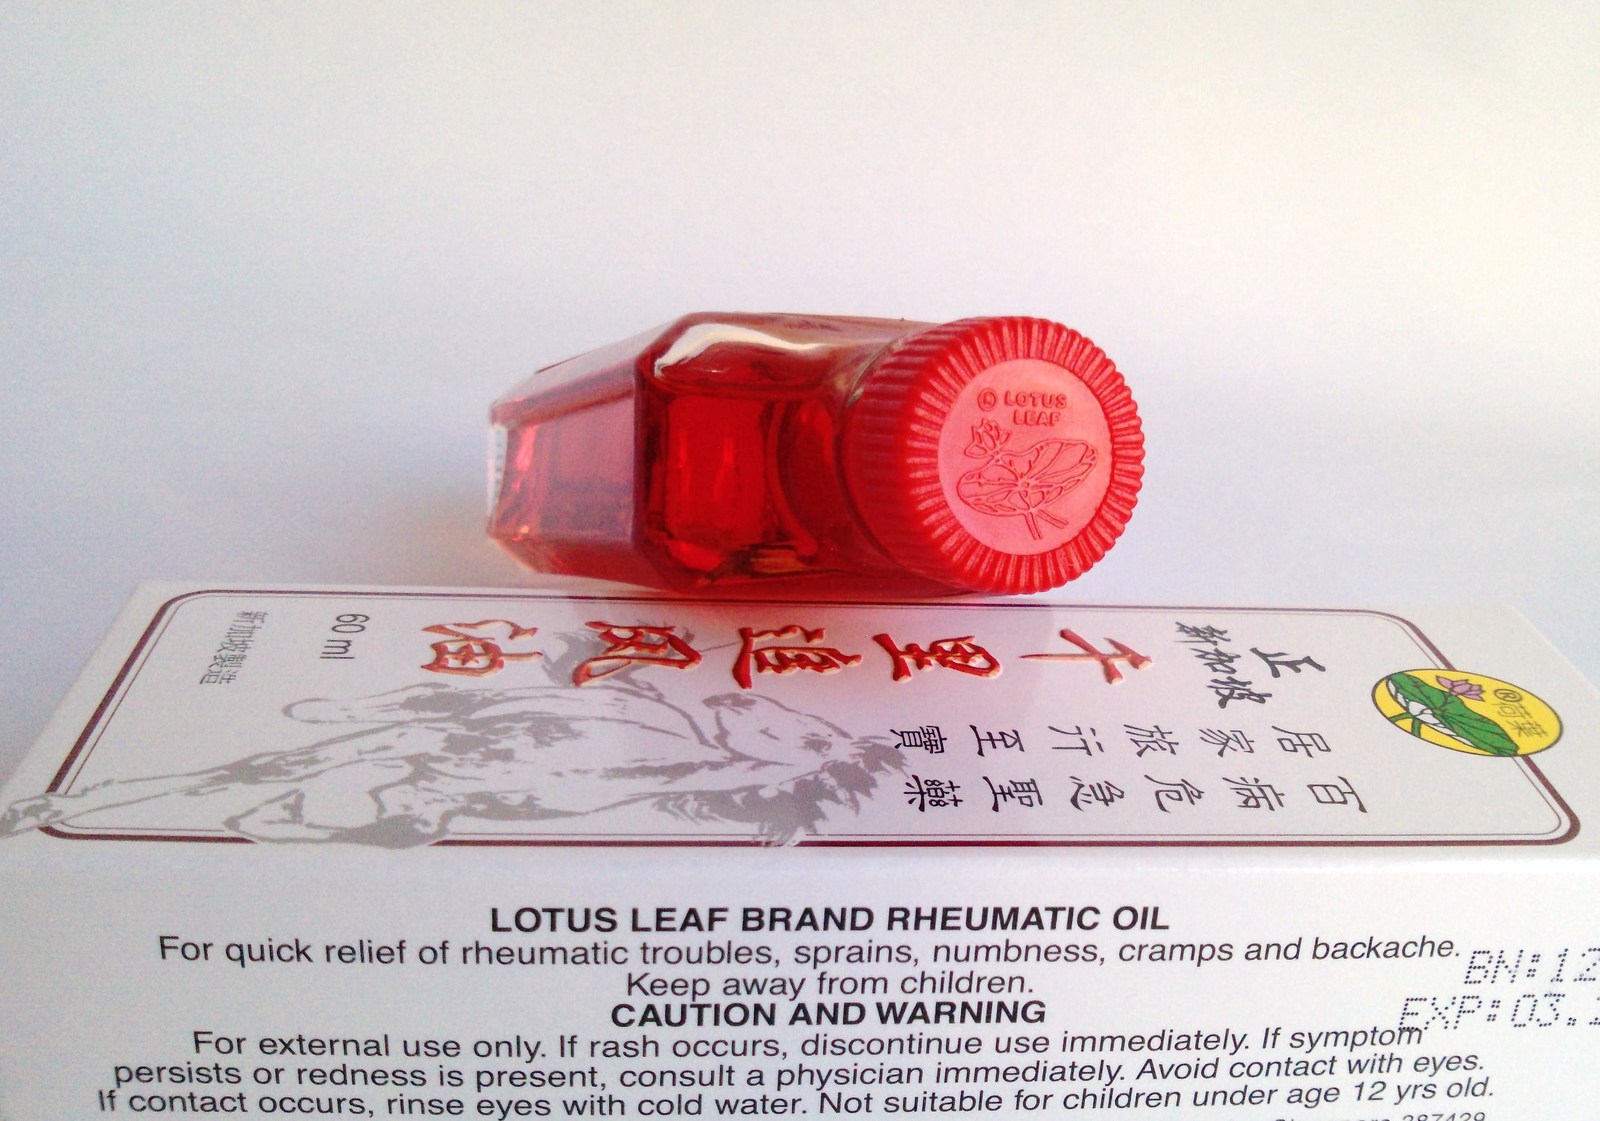 © LOTUS
LEAF
®荷葉
正
新加坡
千里追風油
百病危急聖藥
居家旅行至寶
60 ml
新加坡製造
LOTUS LEAF BRAND RHEUMATIC OIL
For quick relief of rheumatic troubles, sprains, numbness, cramps and backache.
Keep away from children.
CAUTION AND WARNING
For external use only. If rash occurs, discontinue use immediately. If symptom
persists or redness is present, consult a physician immediately. Avoid contact with eyes.
If contact occurs, rinse eyes with cold water. Not suitable for children under age 12 yrs old.
BN:12
EXP:03.